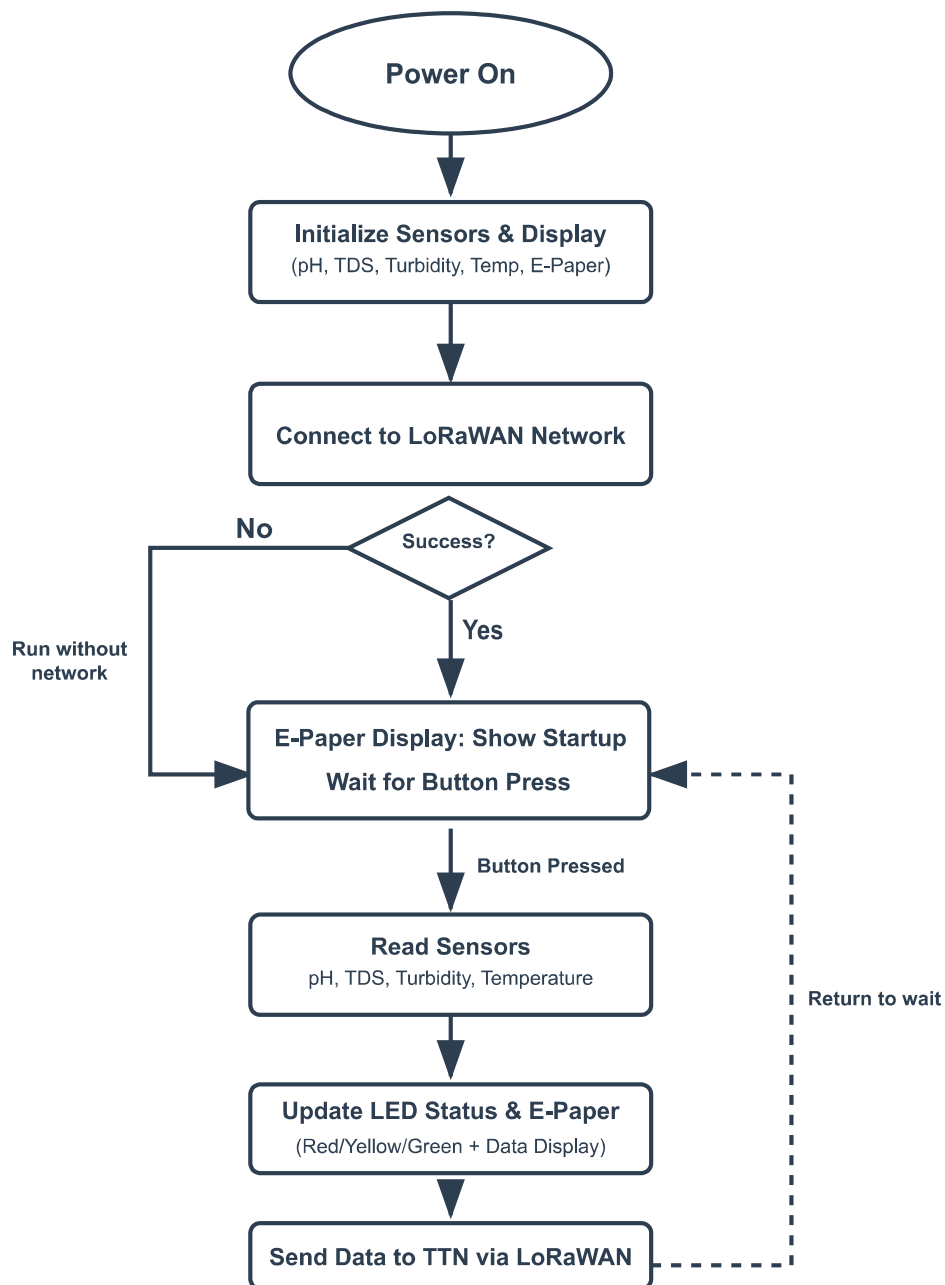 Power On
Initialize Sensors & Display
(pH, TDS, Turbidity, Temp, E-Paper)
Connect to LoRaWAN Network
No
Success?
Yes
Run without
network
E-Paper Display: Show Startup
Wait for Button Press
Button Pressed
Read Sensors
pH, TDS, Turbidity, Temperature
Return to wait
Update LED Status & E-Paper
(Red/Yellow/Green + Data Display)
Send Data to TTN via LoRaWAN